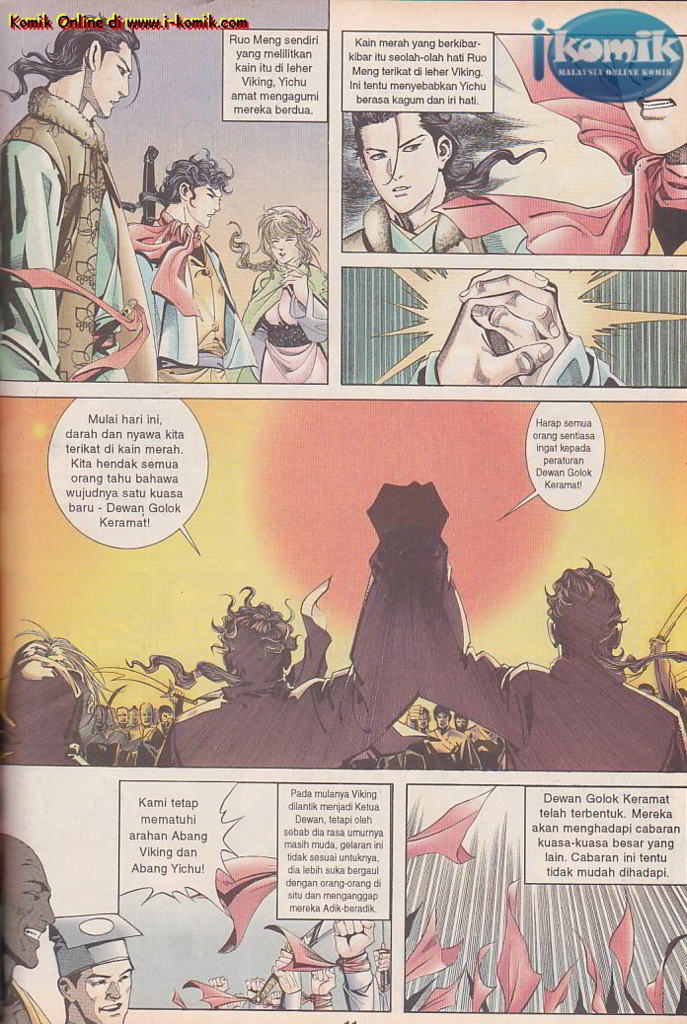 Komik Online di www.i-komik.com
ikomik
MALAYSIA ONLINE KOMIK
Ruo Meng sendiri
yang melilitkan
kain itu di leher
Viking, Yichu
amat mengagumi
mereka berdua.
Kain merah yang berkibar-
kibar itu seolah-olah hati Ruo
Meng terikat di leher Viking.
Ini tentu menyebabkan Yichu
berasa kagum dan iri hati.
Mulai hari ini,
darah dan nyawa kita
terikat di kain merah.
Kita hendak semua
orang tahu bahawa
wujudnya satu kuasa
baru - Dewan Golok
Keramat!
Harap semua
orang sentiasa
ingat kepada
peraturan
Dewan Golok
Keramat!
Kami tetap
mematuhi
arahan Abang
Viking dan
Abang Yichu!
Pada mulanya Viking
dilantik menjadi Ketua
Dewan, tetapi oleh
sebab dia rasa umurnya
masih muda, gelaran ini
tidak sesuai untuknya,
dia lebih suka bergaul
dengan orang-orang di
situ dan menganggap
mereka Adik-beradik.
Dewan Golok Keramat
telah terbentuk. Mereka
akan menghadapi cabaran
kuasa-kuasa besar yang
lain. Cabaran ini tentu
tidak mudah dihadapi.